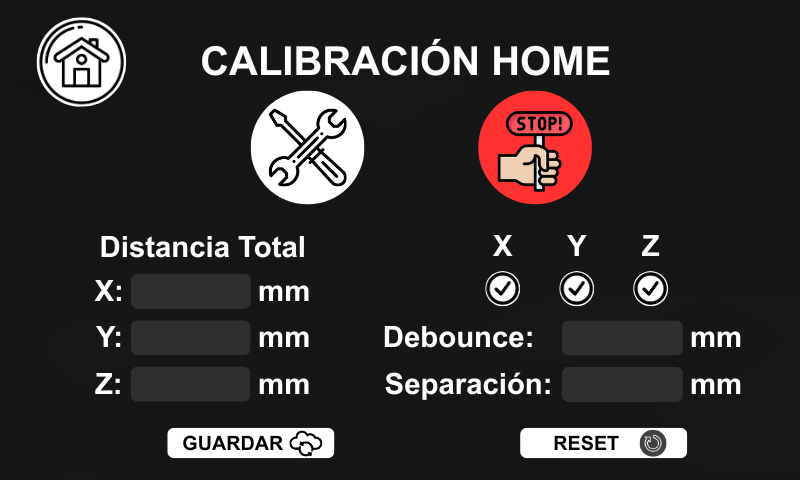 CALIBRACIÓN HOME
STOP!
Distancia Total
X: mm
Y: mm
Z: mm
X Y Z
Debounce: mm
Separación: mm
GUARDAR
RESET